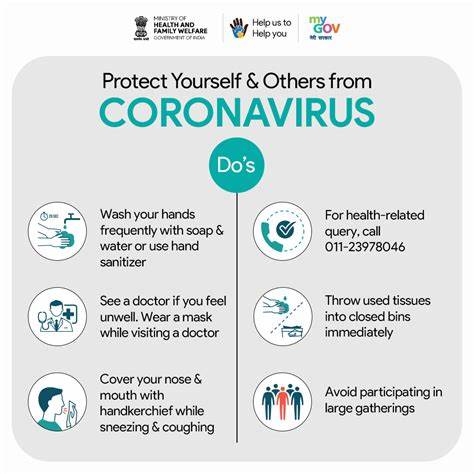 MINISTRY OF
HEALTH AND
FAMILY WELFARE
GOVERNMENT OF INDIA
Help us to
Help you
my
GOV
मेरी सरकार
Protect Yourself & Others from
CORONAVIRUS
Do's
Wash your hands
frequently with soap &
water or use hand
sanitizer
See a doctor if you feel
unwell. Wear a mask
while visiting a doctor
Cover your nose &
mouth with
handkerchief while
sneezing & coughing
For health-related
query, call
011-23978046
Throw used tissues
into closed bins
immediately
Avoid participating in
large gatherings